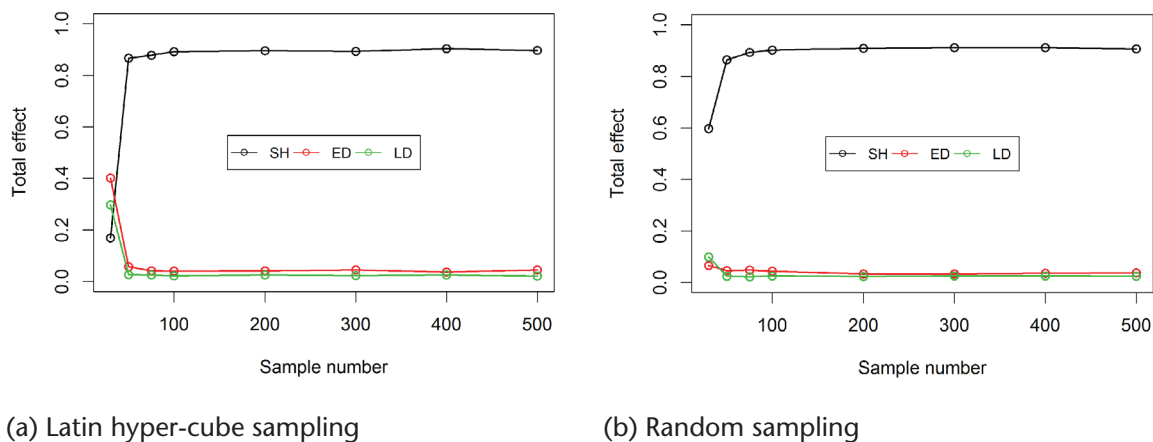 Total effect
1.0
0.8
0.6
0.4
0.2
0.0
SH ED LD
100 200 300 400 500
Sample number
(a) Latin hyper-cube sampling
Total effect
1.0
0.8
0.6
0.4
0.2
0.0
SH ED LD
100 200 300 400 500
Sample number
(b) Random sampling